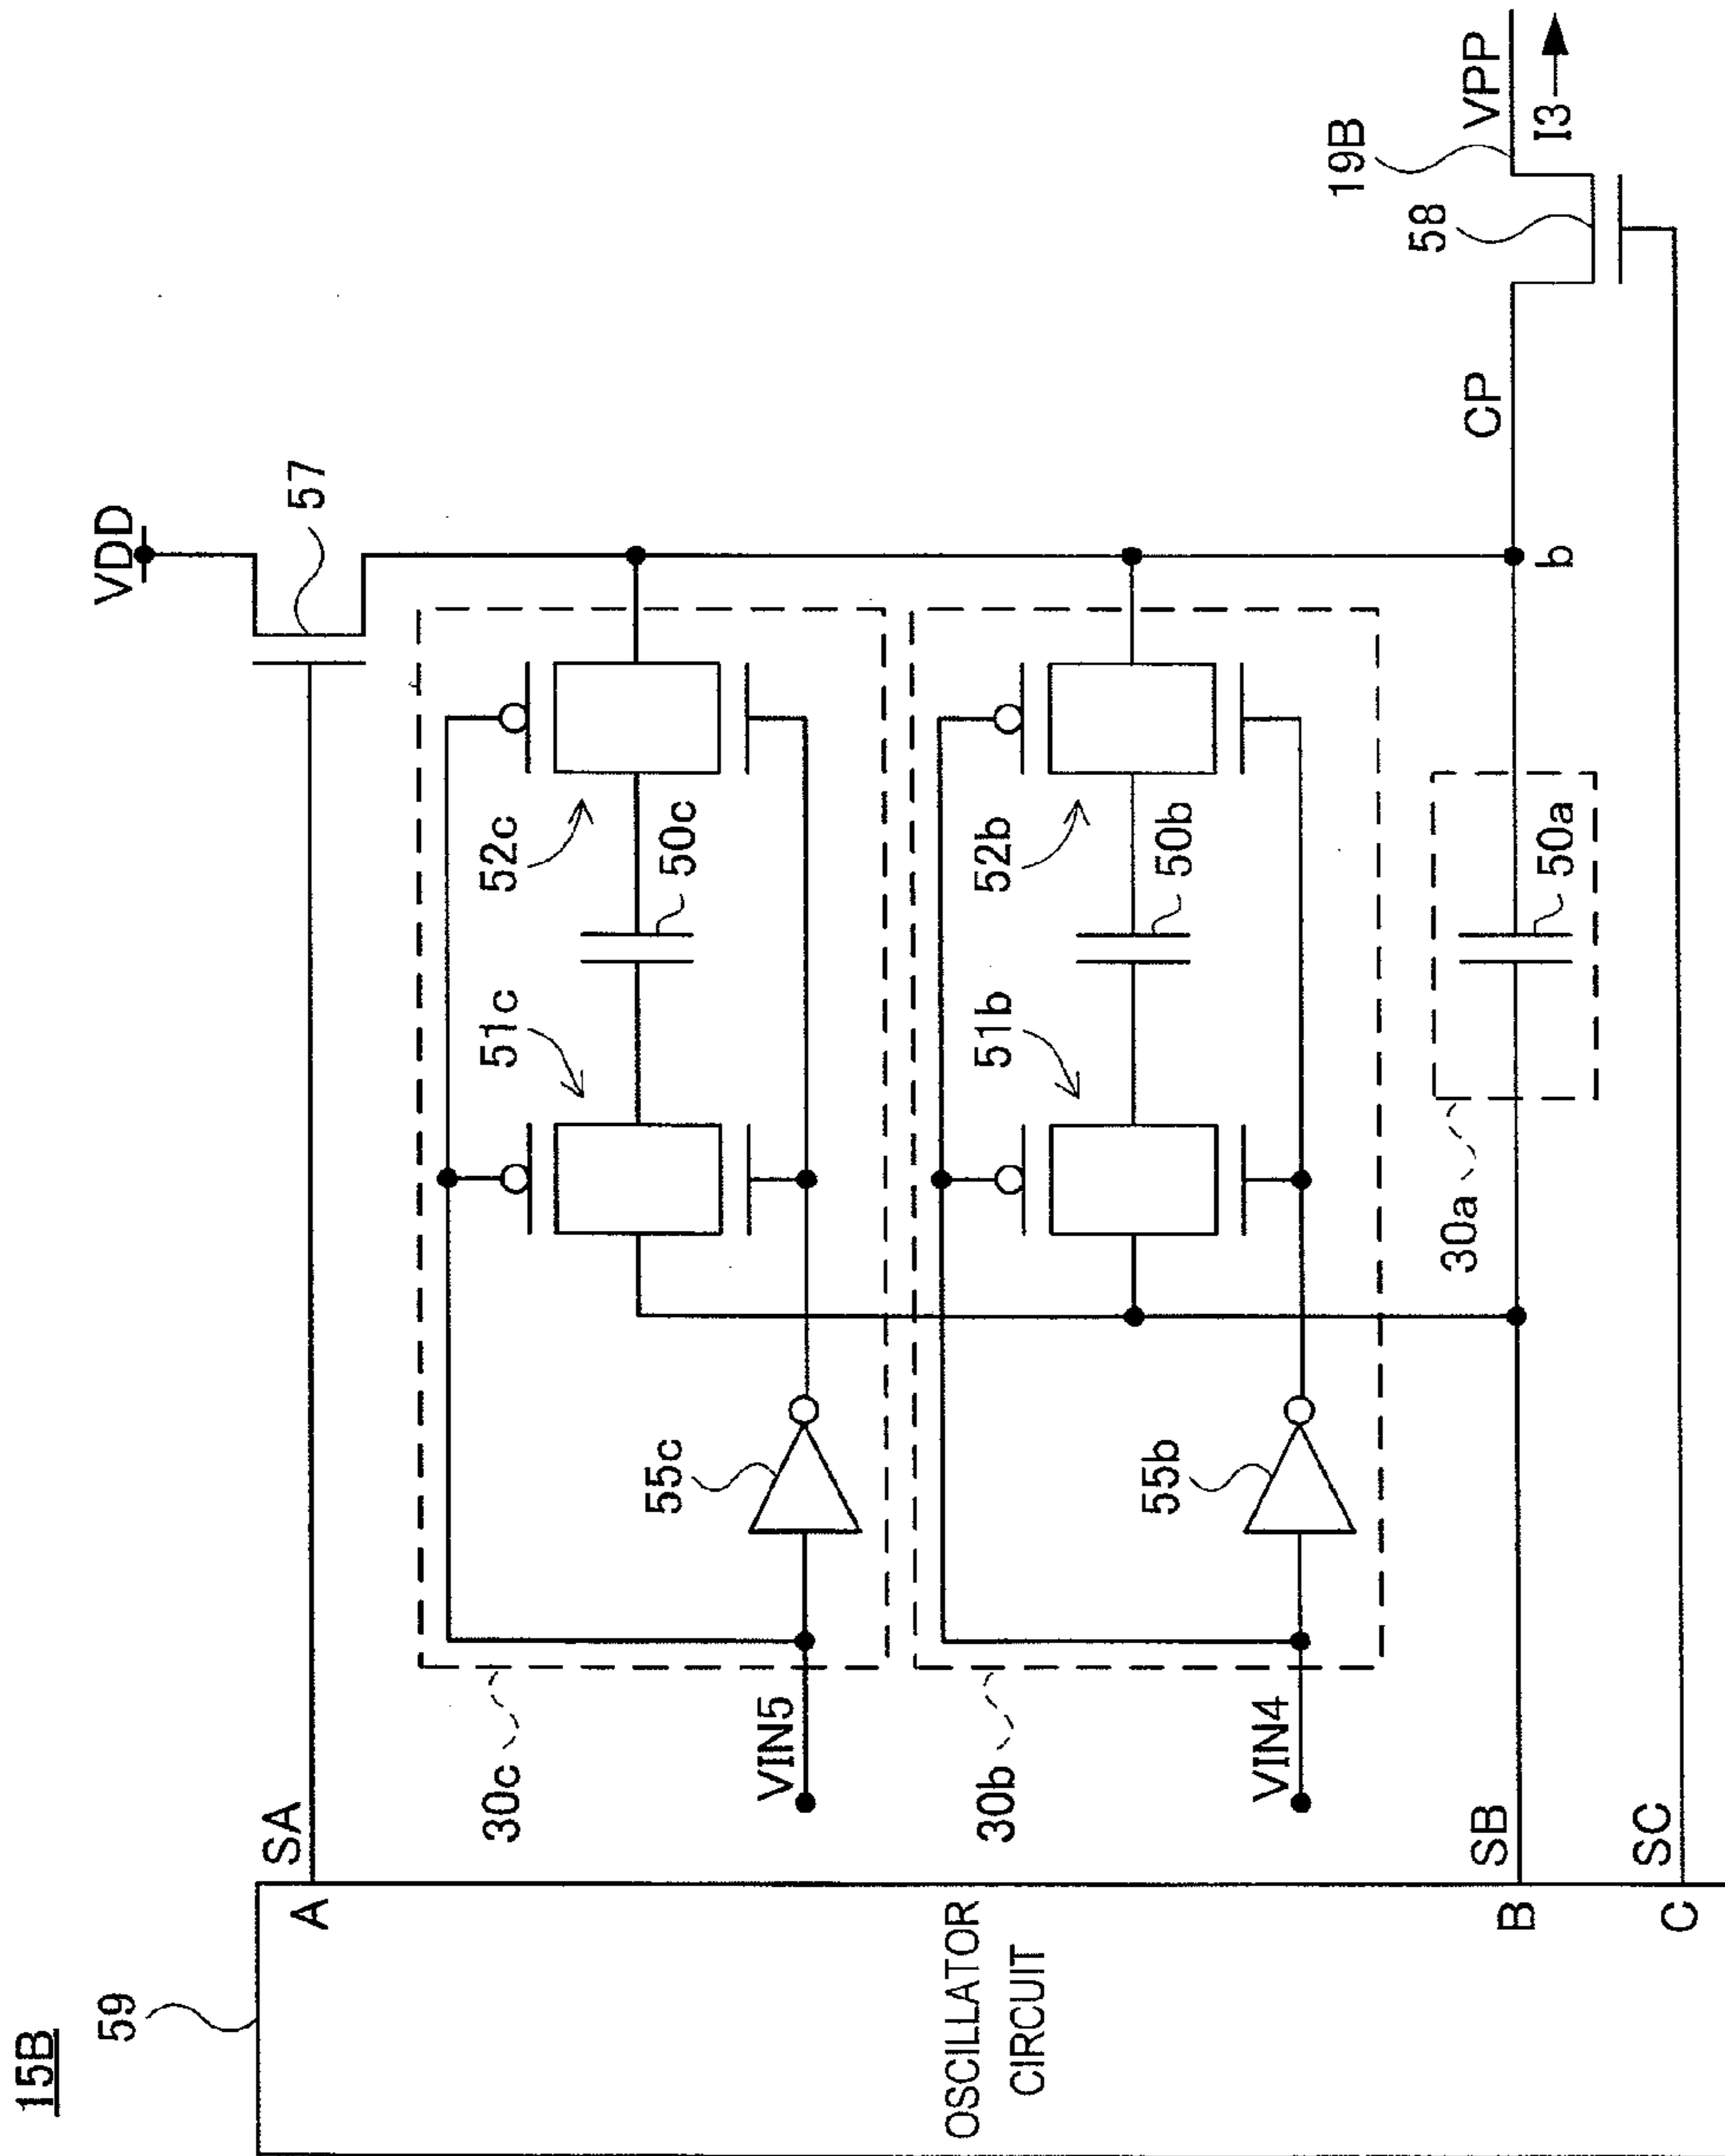 15B
59
OSCILLATOR
CIRCUIT
A
B
C
SA
SB
SC
VDD
57
30c
VIN5
55c
51c
50c
52c
30b
VIN4
55b
51b
50b
52b
30a
50a
b
CP
58
19B
VPP
I3